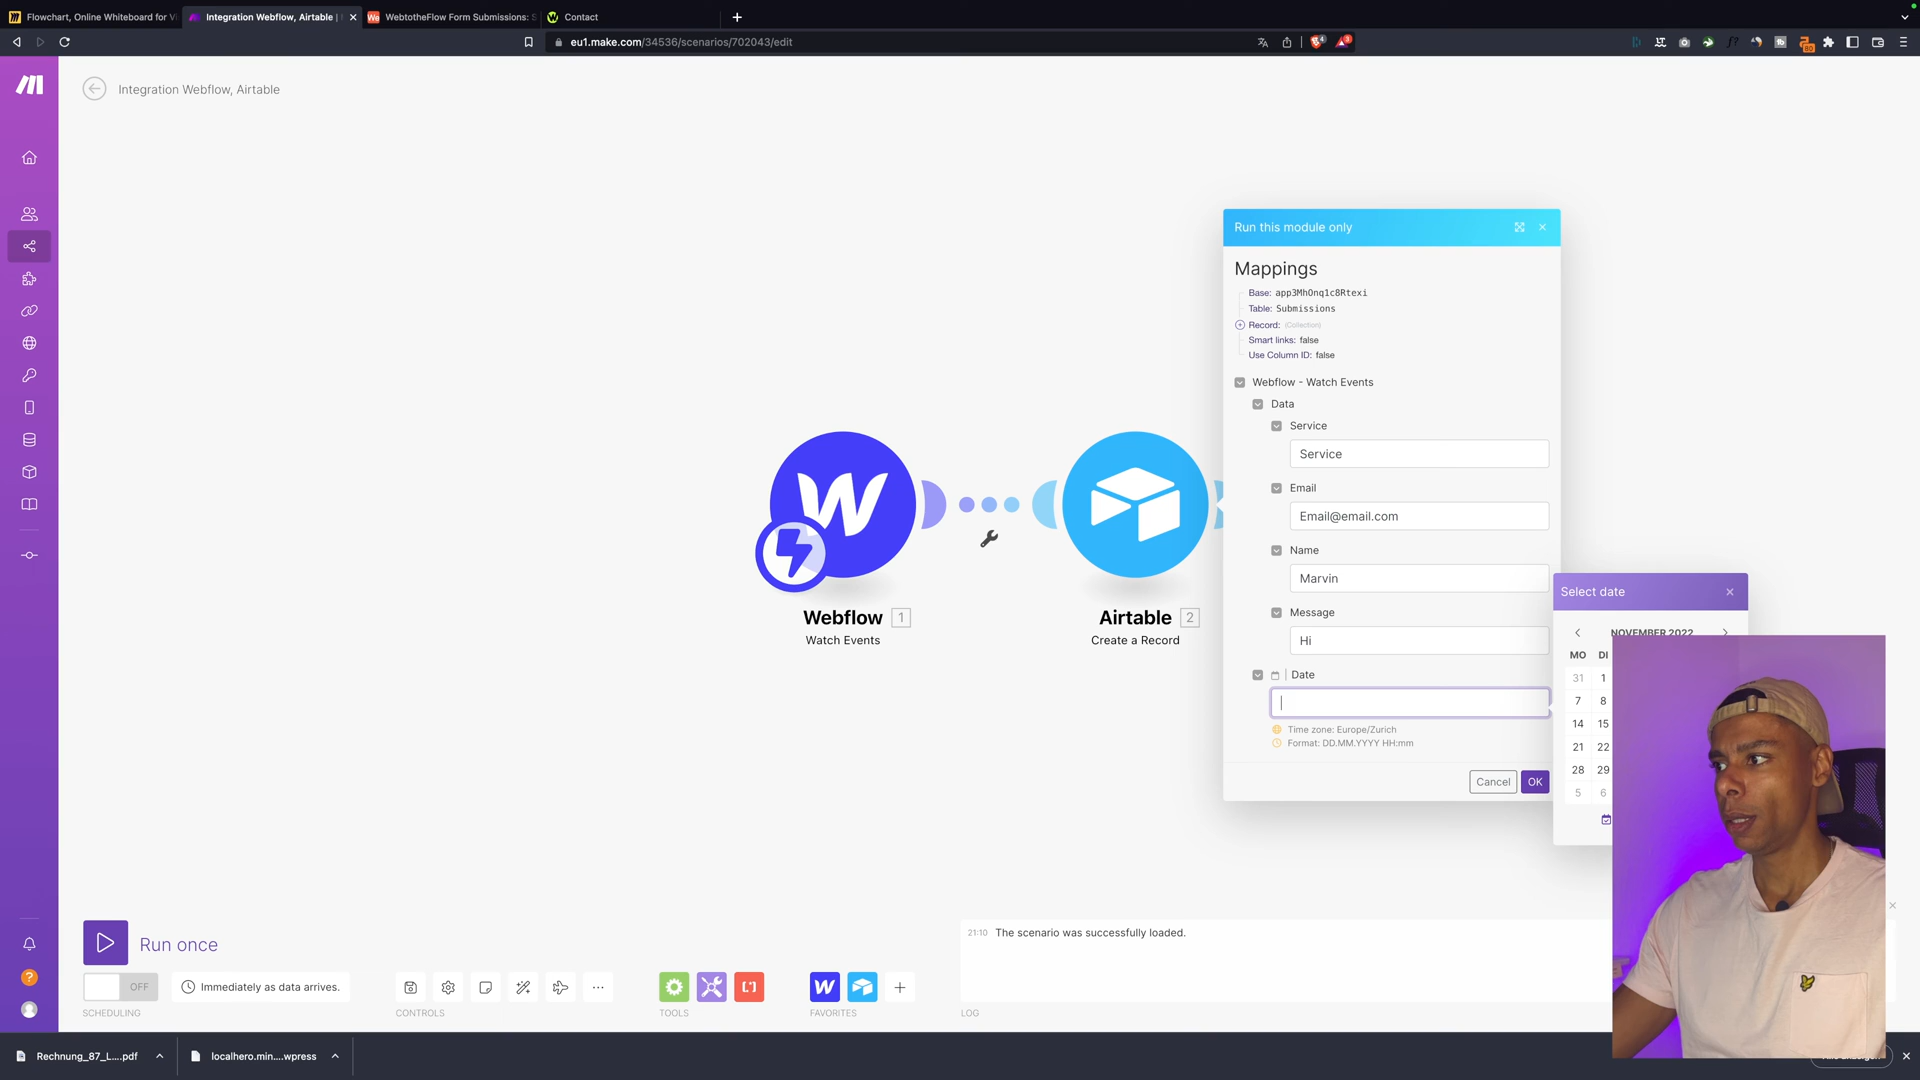 Flowchart, Online Whiteboard for Vi
Integration Webflow, Airtable |
WebtotheFlow Form Submissions: S
Contact
eu1.make.com/34536/scenarios/702043/edit
Integration Webflow, Airtable
Run this module only
Mappings
Base: app3MhOnq1c8Rtexi
Table: Submissions
Record: (Collection)
Smart links: false
Use Column ID: false
Webflow - Watch Events
Data
Service
Service
Email
Email@email.com
Name
Marvin
Message
Hi
Date
Time zone: Europe/Zurich
Format: DD.MM.YYYY HH:mm
Cancel
OK
Select date
NOVEMBER 2022
MO DI
31 1
7 8
14 15
21 22
28 29
5 6
Webflow 1
Watch Events
Airtable 2
Create a Record
Run once
21:10 The scenario was successfully loaded.
OFF
Immediately as data arrives.
SCHEDULING
CONTROLS
TOOLS
FAVORITES
LOG
Rechnung_87_L....pdf
localhero.min....wpress